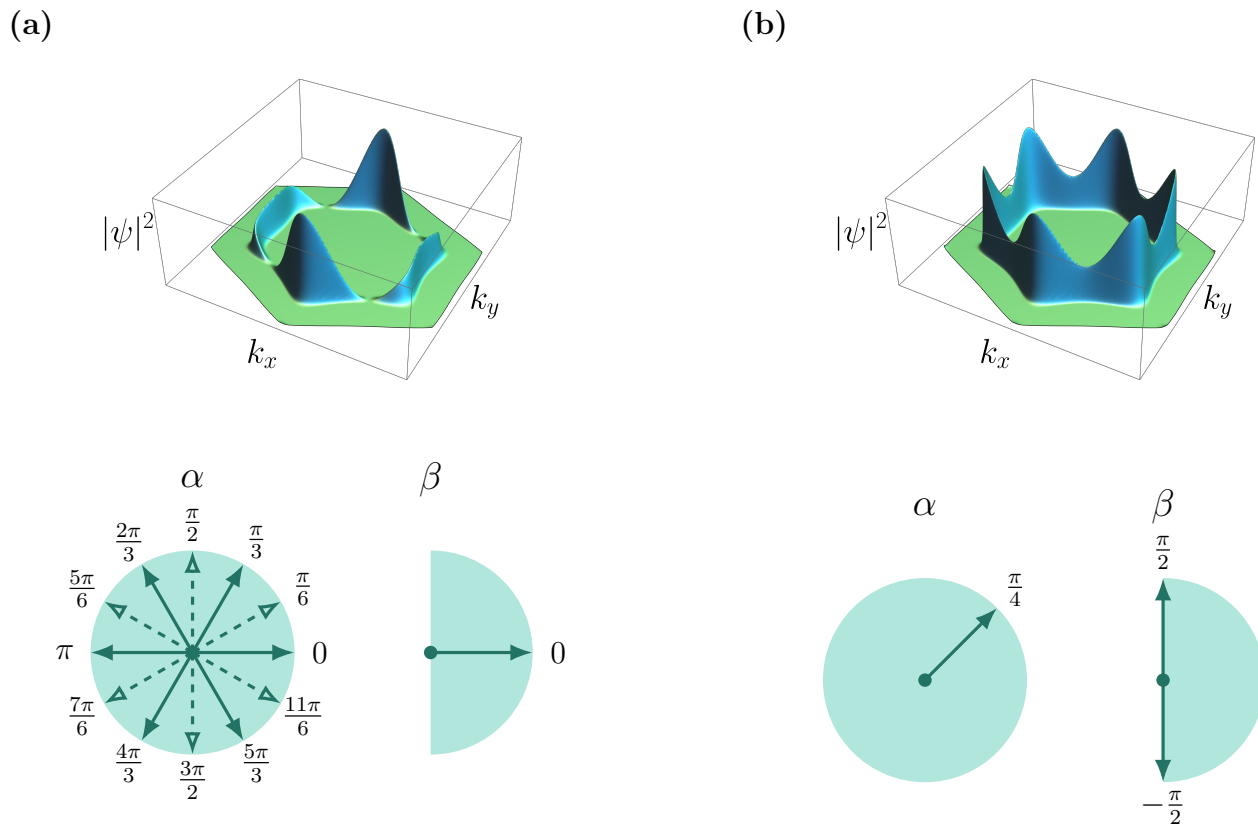 (a)
(b)
|ψ|²
k_x
k_y
|ψ|²
k_x
k_y
α
β
π/2
2π/3
π/3
5π/6
π/6
π
0
0
7π/6
11π/6
4π/3
3π/2
5π/3
α
β
π/2
π/4
-π/2